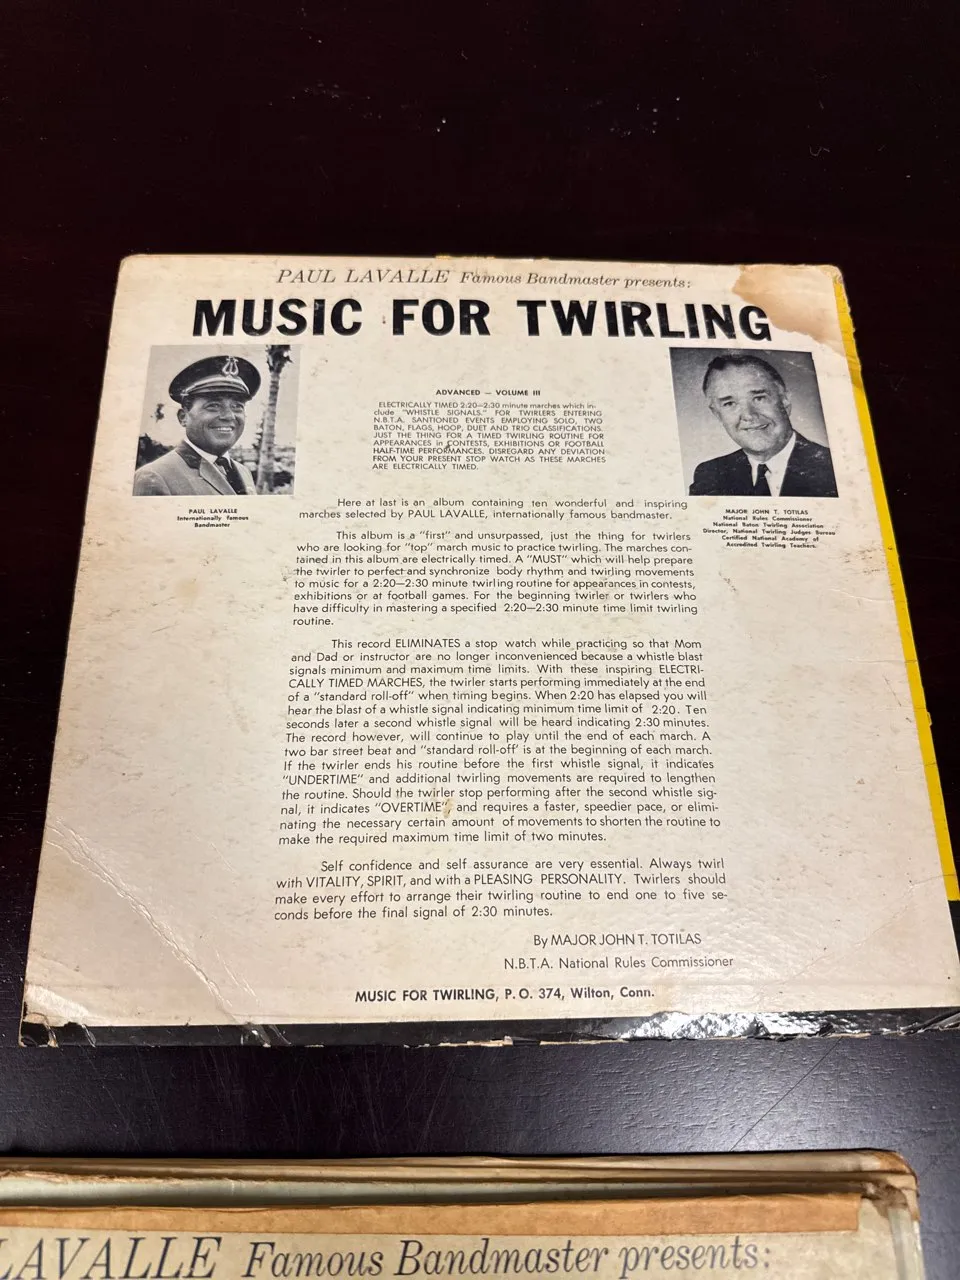 PAUL LAVALLE Famous Bandmaster presents:
MUSIC FOR TWIRLING
ADVANCED — VOLUME III
ELECTRICALLY TIMED 2:20–2:30 minute marches which in-
clude "WHISTLE SIGNALS." FOR TWIRLERS ENTERING
N.B.T.A. SANTIONED EVENTS EMPLOYING SOLO, TWO
BATON, FLAGS, HOOP, DUET AND TRIO CLASSIFICATIONS.
JUST THE THING FOR A TIMED TWIRLING ROUTINE FOR
APPEARANCES in CONTESTS, EXHIBITIONS OR FOOTBALL
HALF-TIME PERFORMANCES. DISREGARD ANY DEVIATION
FROM YOUR PRESENT STOP WATCH AS THESE MARCHES
ARE ELECTRICALLY TIMED.
PAUL LAVALLE
Internationally famous
Bandmaster
MAJOR JOHN T. TOTILAS
National Rules Commissioner
National Baton Twirling Association
Director, National Twirling Judges Bureau
Certified National Academy of
Accredited Twirling Teachers.
Here at last is an album containing ten wonderful and inspiring
marches selected by PAUL LAVALLE, internationally famous bandmaster.
This album is a "first" and unsurpassed, just the thing for twirlers
who are looking for "top" march music to practice twirling. The marches con-
tained in this album are electrically timed. A "MUST" which will help prepare
the twirler to perfect and synchronize body rhythm and twirling movements
to music for a 2:20—2:30 minute twirling routine for appearances in contests,
exhibitions or at football games. For the beginning twirler or twirlers who
have difficulty in mastering a specified 2:20—2:30 minute time limit twirling
routine.
This record ELIMINATES a stop watch while practicing so that Mom
and Dad or instructor are no longer inconvenienced because a whistle blast
signals minimum and maximum time limits. With these inspiring ELECTRI-
CALLY TIMED MARCHES, the twirler starts performing immediately at the end
of a "standard roll-off" when timing begins. When 2:20 has elapsed you will
hear the blast of a whistle signal indicating minimum time limit of 2:20. Ten
seconds later a second whistle signal will be heard indicating 2:30 minutes.
The record however, will continue to play until the end of each march. A
two bar street beat and "standard roll-off' is at the beginning of each march.
If the twirler ends his routine before the first whistle signal, it indicates
"UNDERTIME" and additional twirling movements are required to lengthen
the routine. Should the twirler stop performing after the second whistle sig-
nal, it indicates "OVERTIME", and requires a faster, speedier pace, or elimi-
nating the necessary certain amount of movements to shorten the routine to
make the required maximum time limit of two minutes.
Self confidence and self assurance are very essential. Always twirl
with VITALITY, SPIRIT, and with a PLEASING PERSONALITY. Twirlers should
make every effort to arrange their twirling routine to end one to five se-
conds before the final signal of 2:30 minutes.
By MAJOR JOHN T. TOTILAS
N.B.T.A. National Rules Commissioner
MUSIC FOR TWIRLING, P. O. 374, Wilton, Conn.
LAVALLE Famous Bandmaster presents: